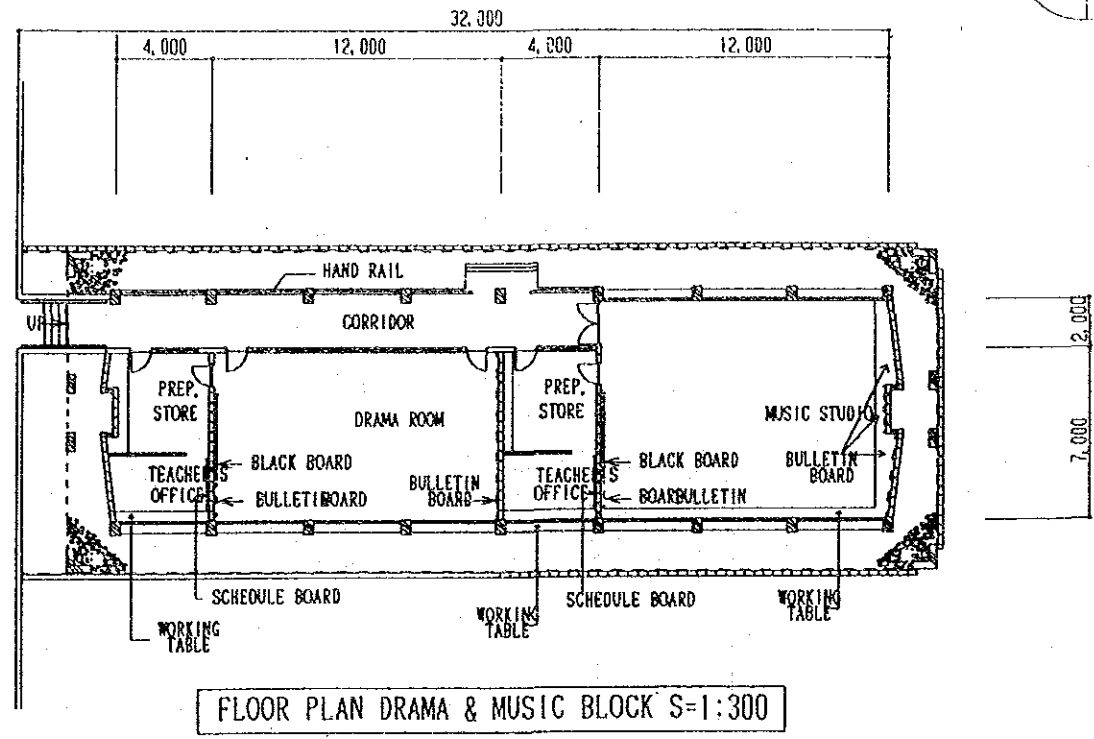 32,000
4,000
12,000
4,000
12,000
HAND RAIL
UP
CORRIDOR
2,000
PREP.
STORE
DRAMA ROOM
PREP.
STORE
MUSIC STUDIO
7,000
BLACK BOARD
TEACHER'S
OFFICE
BULLETIBOARD
BULLETIN
BOARD
TEACHER'S
OFFICE
BLACK BOARD
BOARBULLETIN
BULLETIN
BOARD
SCHEDULE BOARD
WORKING
TABLE
WORKING
TABLE
SCHEDULE BOARD
WORKING
TABLE
FLOOR PLAN DRAMA & MUSIC BLOCK S=1:300